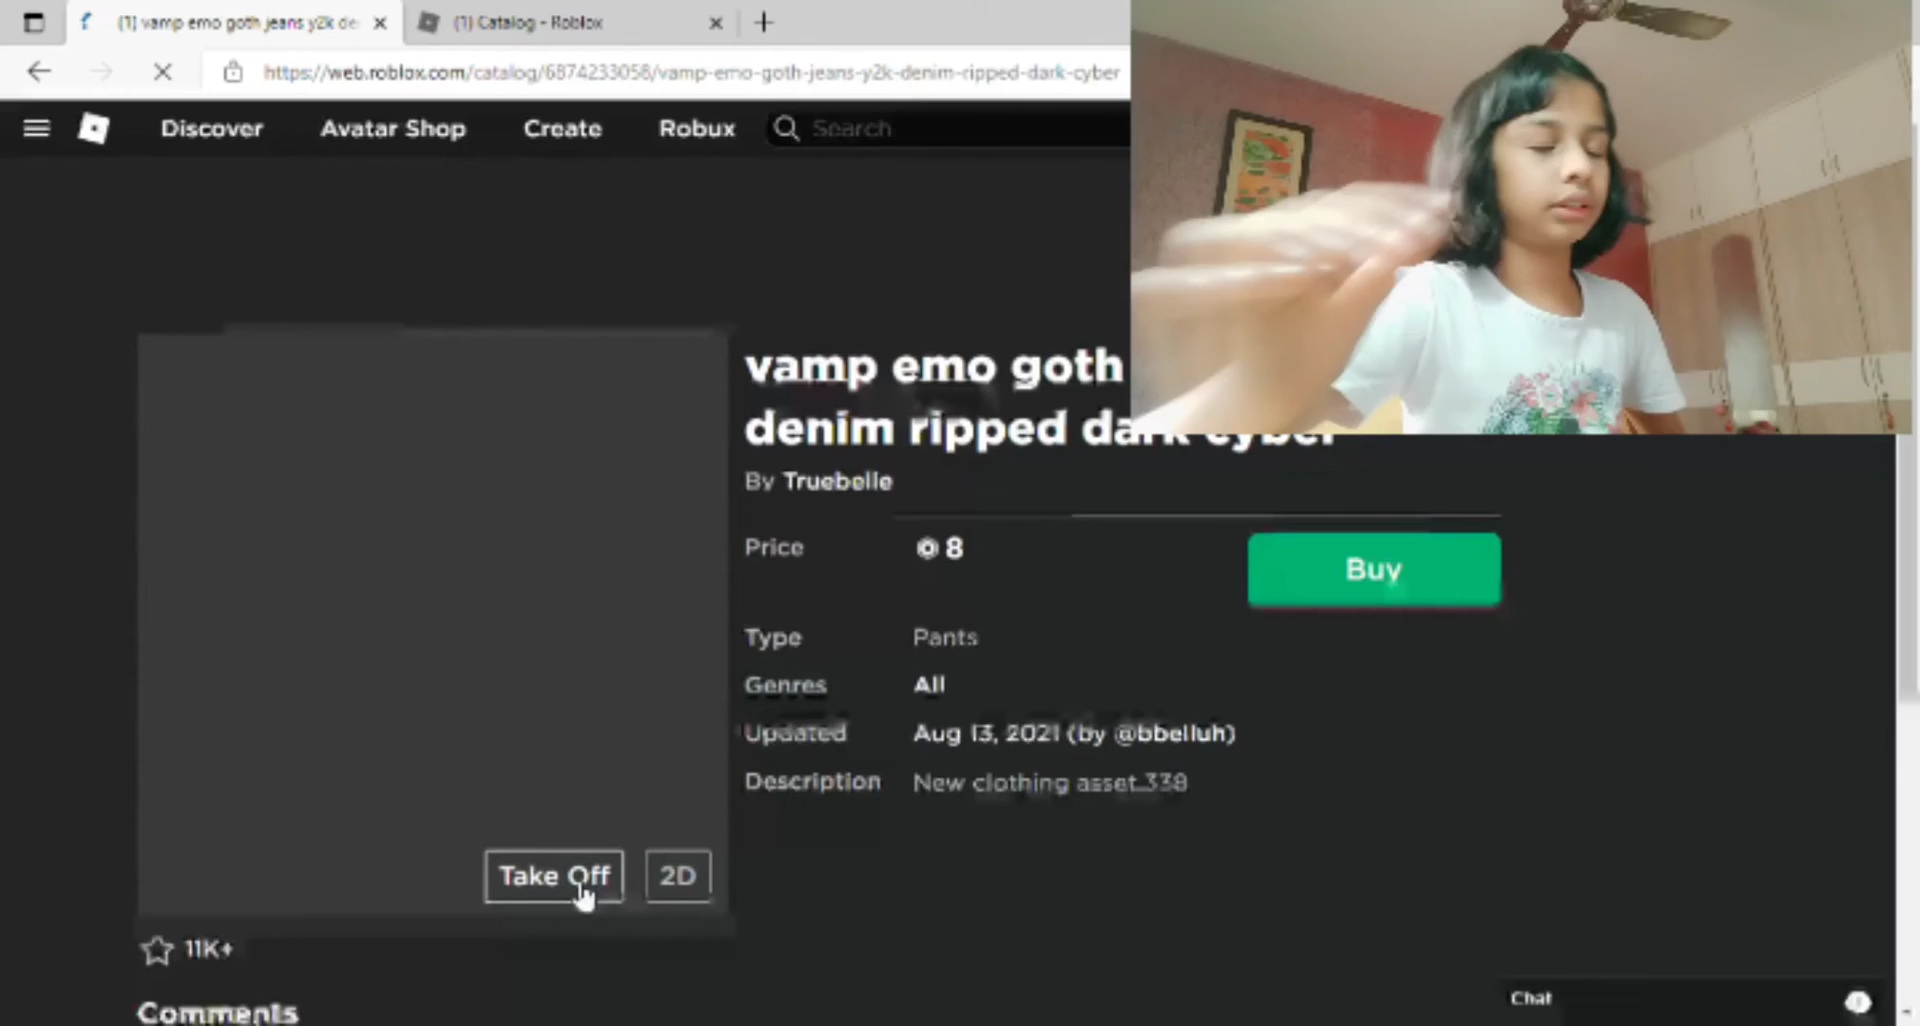 (1) vamp emo goth jeans y2k de
(1) Catalog - Roblox
https://web.roblox.com/catalog/6874233058/vamp-emo-goth-jeans-y2k-denim-ripped-dark-cyber
Discover
Avatar Shop
Create
Robux
Search
vamp emo goth
denim ripped dark cyber
By Truebelle
Price
8
Buy
Type
Pants
Genres
All
Updated
Aug 13, 2021 (by @bbelluh)
Description
New clothing asset_338
Take Off
2D
11K+
Comments
Chat